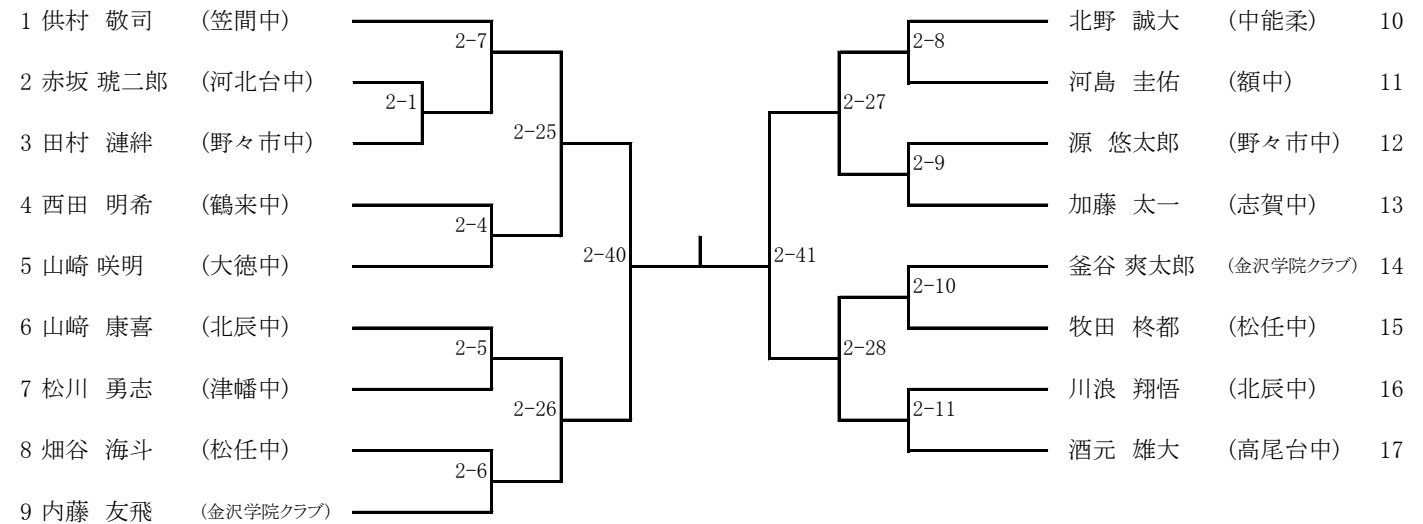 1 供村 敬司 (笠間中)
2-7
2 赤坂 琥二郎 (河北台中)
2-1
2-25
3 田村 漣絆 (野々市中)
4 西田 明希 (鶴来中)
2-4
2-40
5 山崎 咲明 (大徳中)
6 山﨑 康喜 (北辰中)
2-5
7 松川 勇志 (津幡中)
2-26
8 畑谷 海斗 (松任中)
2-6
9 内藤 友飛 (金沢学院クラブ)
北野 誠大 (中能柔) 10
2-8
河島 圭佑 (額中) 11
2-27
源 悠太郎 (野々市中) 12
2-9
加藤 太一 (志賀中) 13
2-41
釜谷 爽太郎 (金沢学院クラブ) 14
2-10
牧田 柊都 (松任中) 15
2-28
川浪 翔悟 (北辰中) 16
2-11
酒元 雄大 (高尾台中) 17